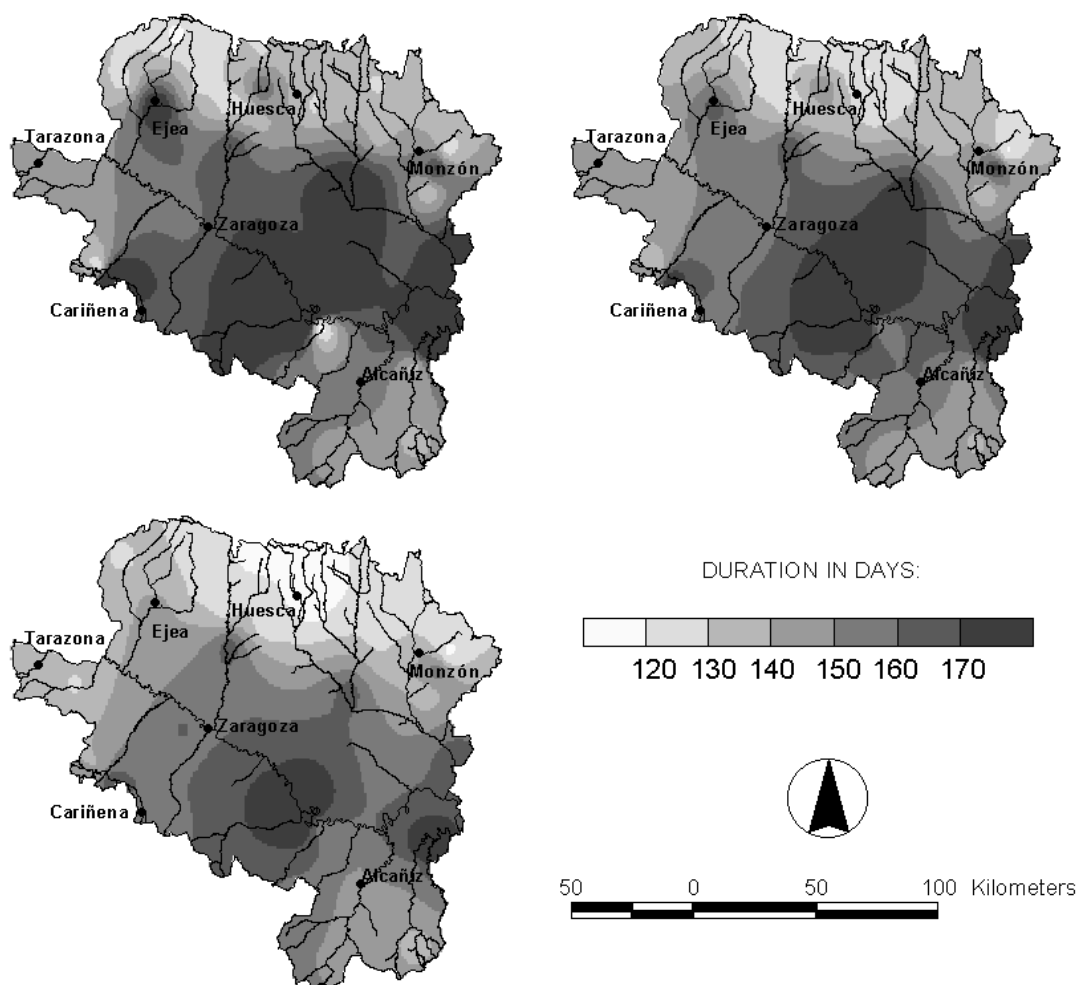 Huesca
Ejea
Tarazona
Monzón
Zaragoza
Cariñena
Alcañiz
Huesca
Ejea
Tarazona
Monzón
Zaragoza
Cariñena
Alcañiz
Huesca
Ejea
Tarazona
Monzón
Zaragoza
Cariñena
Alcañiz
DURATION IN DAYS:
120 130 140 150 160 170
50 0 50 100 Kilometers